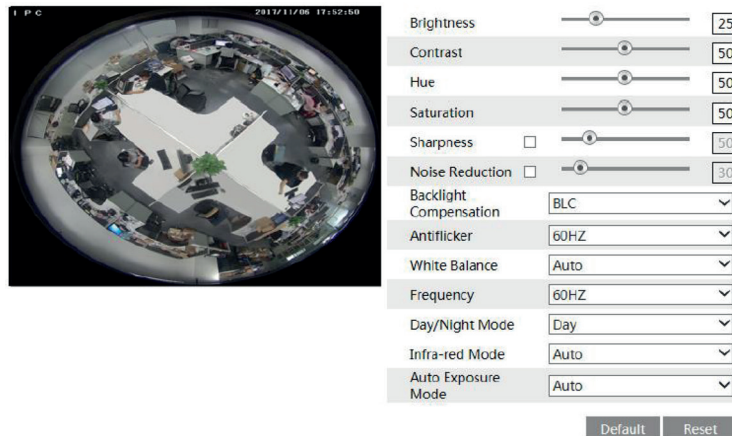 IPC 2017/11/06 17:52:50
Brightness 25
Contrast 50
Hue 50
Saturation 50
Sharpness 50
Noise Reduction 30
Backlight
Compensation BLC
Antiflicker 60HZ
White Balance Auto
Frequency 60HZ
Day/Night Mode Day
Infra-red Mode Auto
Auto Exposure
Mode Auto
Default Reset